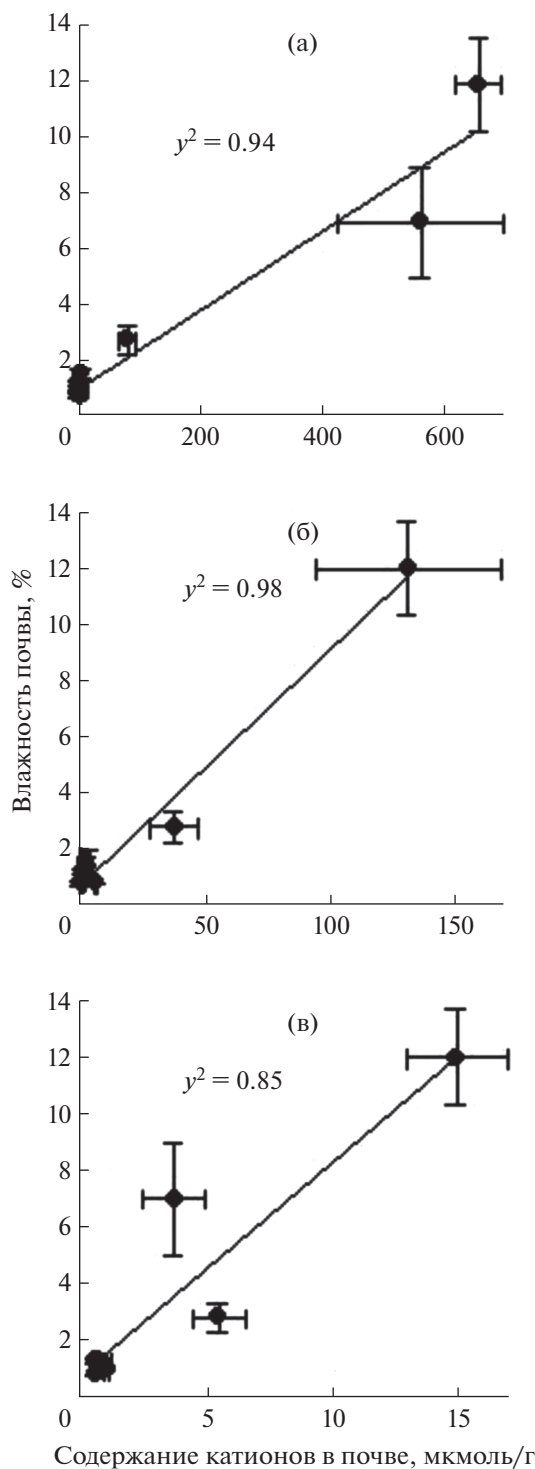 14
(а)
12
y² = 0.94
10
8
6
4
2
0 200 400 600
Влажность почвы, %
14
(б)
12
y² = 0.98
10
8
6
4
2
0 50 100 150
14
(в)
12
y² = 0.85
10
8
6
4
2
0 5 10 15
Содержание катионов в почве, мкмоль/г